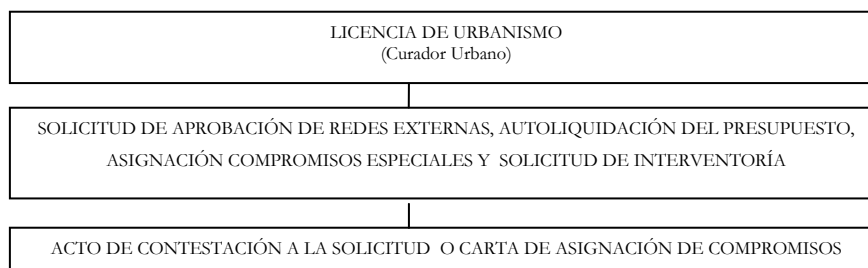 LICENCIA DE URBANISMO
(Curador Urbano)
SOLICITUD DE APROBACIÓN DE REDES EXTERNAS, AUTOLIQUIDACIÓN DEL PRESUPUESTO,
ASIGNACIÓN COMPROMISOS ESPECIALES Y SOLICITUD DE INTERVENTORÍA
ACTO DE CONTESTACIÓN A LA SOLICITUD O CARTA DE ASIGNACIÓN DE COMPROMISOS